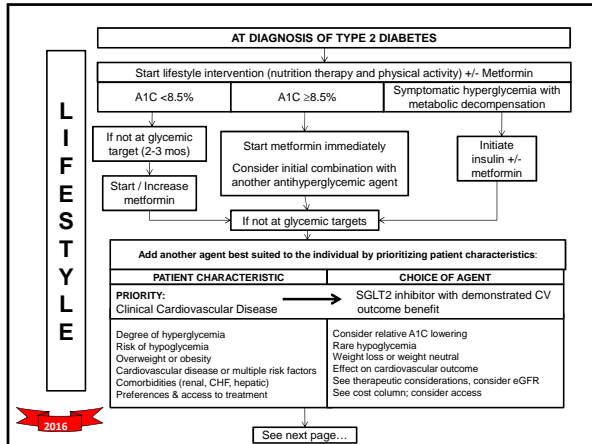 AT DIAGNOSIS OF TYPE 2 DIABETES
Start lifestyle intervention (nutrition therapy and physical activity) +/- Metformin
A1C <8.5%
A1C ≥8.5%
Symptomatic hyperglycemia with
metabolic decompensation
L
I
F
E
S
T
Y
L
E
If not at glycemic
target (2-3 mos)
Start / Increase
metformin
Start metformin immediately
Consider initial combination with
another antihyperglycemic agent
Initiate
insulin +/-
metformin
If not at glycemic targets
Add another agent best suited to the individual by prioritizing patient characteristics:
PATIENT CHARACTERISTIC
CHOICE OF AGENT
PRIORITY:
Clinical Cardiovascular Disease
SGLT2 inhibitor with demonstrated CV
outcome benefit
Degree of hyperglycemia
Risk of hypoglycemia
Overweight or obesity
Cardiovascular disease or multiple risk factors
Comorbidities (renal, CHF, hepatic)
Preferences & access to treatment
Consider relative A1C lowering
Rare hypoglycemia
Weight loss or weight neutral
Effect on cardiovascular outcome
See therapeutic considerations, consider eGFR
See cost column; consider access
2016
See next page…